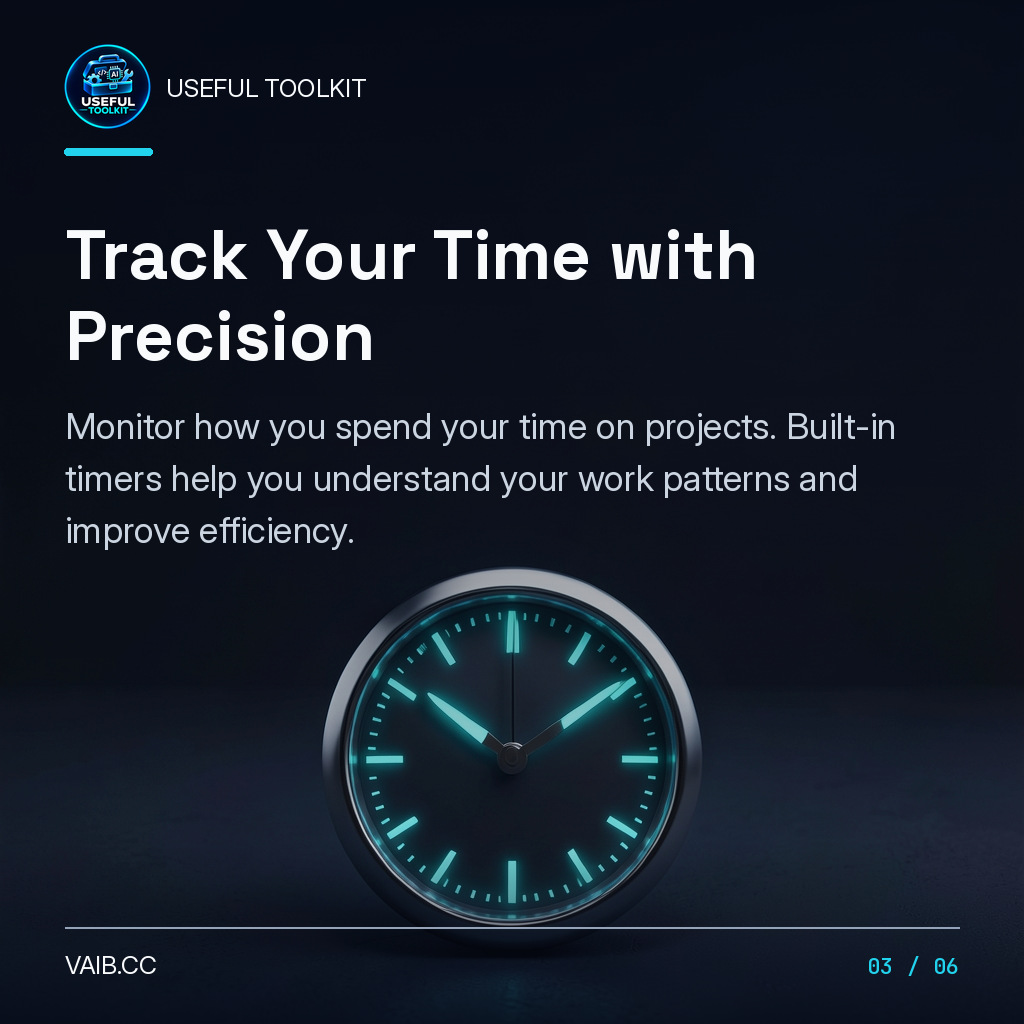 </>
AI
USEFUL
TOOLKIT
USEFUL TOOLKIT
Track Your Time with
Precision
Monitor how you spend your time on projects. Built-in
timers help you understand your work patterns and
improve efficiency.
VAIB.CC
03 / 06